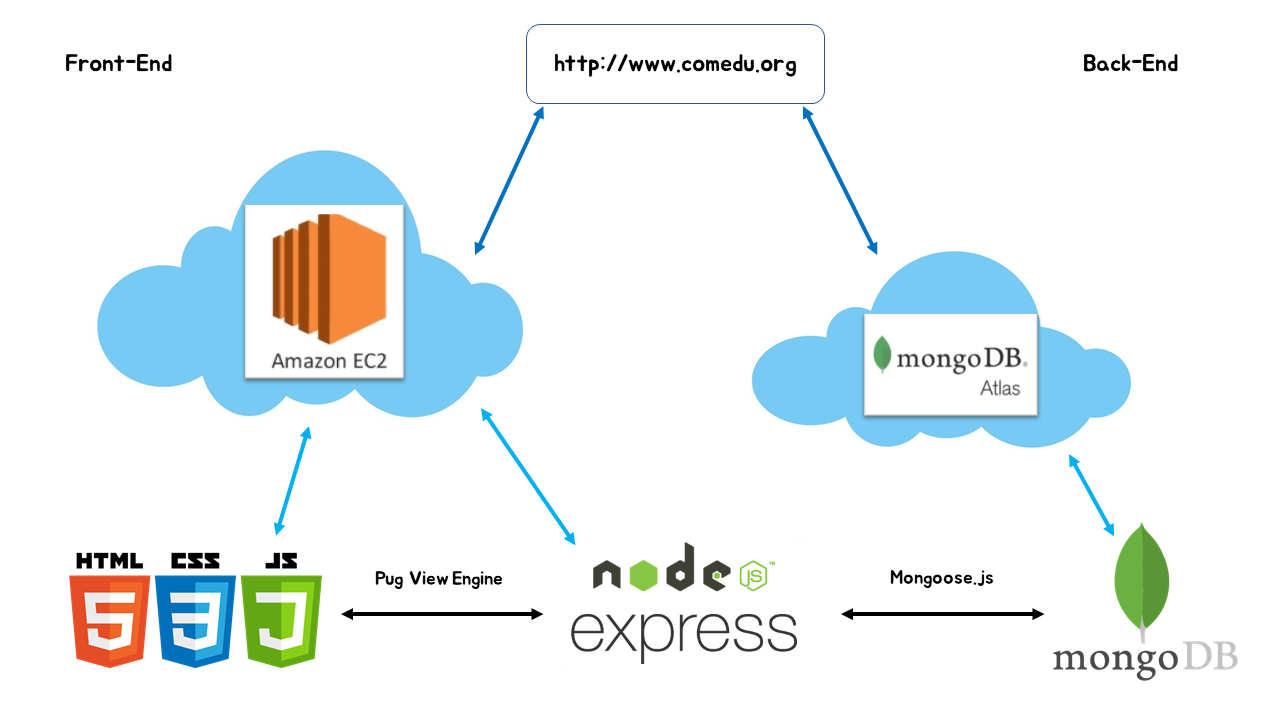 Front-End
http://www.comedu.org
Back-End
Amazon EC2
mongoDB®
Atlas
HTML
CSS
JS
5
3
J
Pug View Engine
node
JS™
express
Mongoose.js
mongoDB